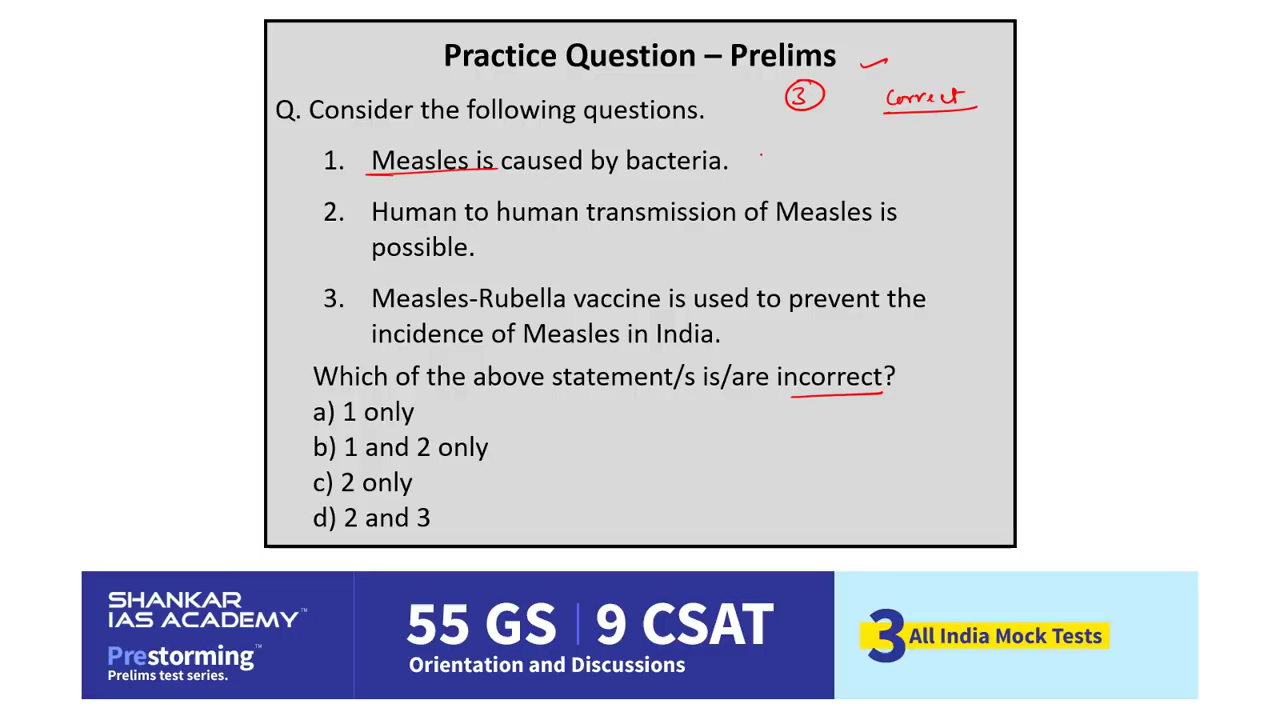 Practice Question – Prelims
3 correct
Q. Consider the following questions.
1. Measles is caused by bacteria.
2. Human to human transmission of Measles is
possible.
3. Measles-Rubella vaccine is used to prevent the
incidence of Measles in India.
Which of the above statement/s is/are incorrect?
a) 1 only
b) 1 and 2 only
c) 2 only
d) 2 and 3
SHANKAR
IAS ACADEMY™
Prestorming™
Prelims test series.
55 GS | 9 CSAT
Orientation and Discussions
3 All India Mock Tests